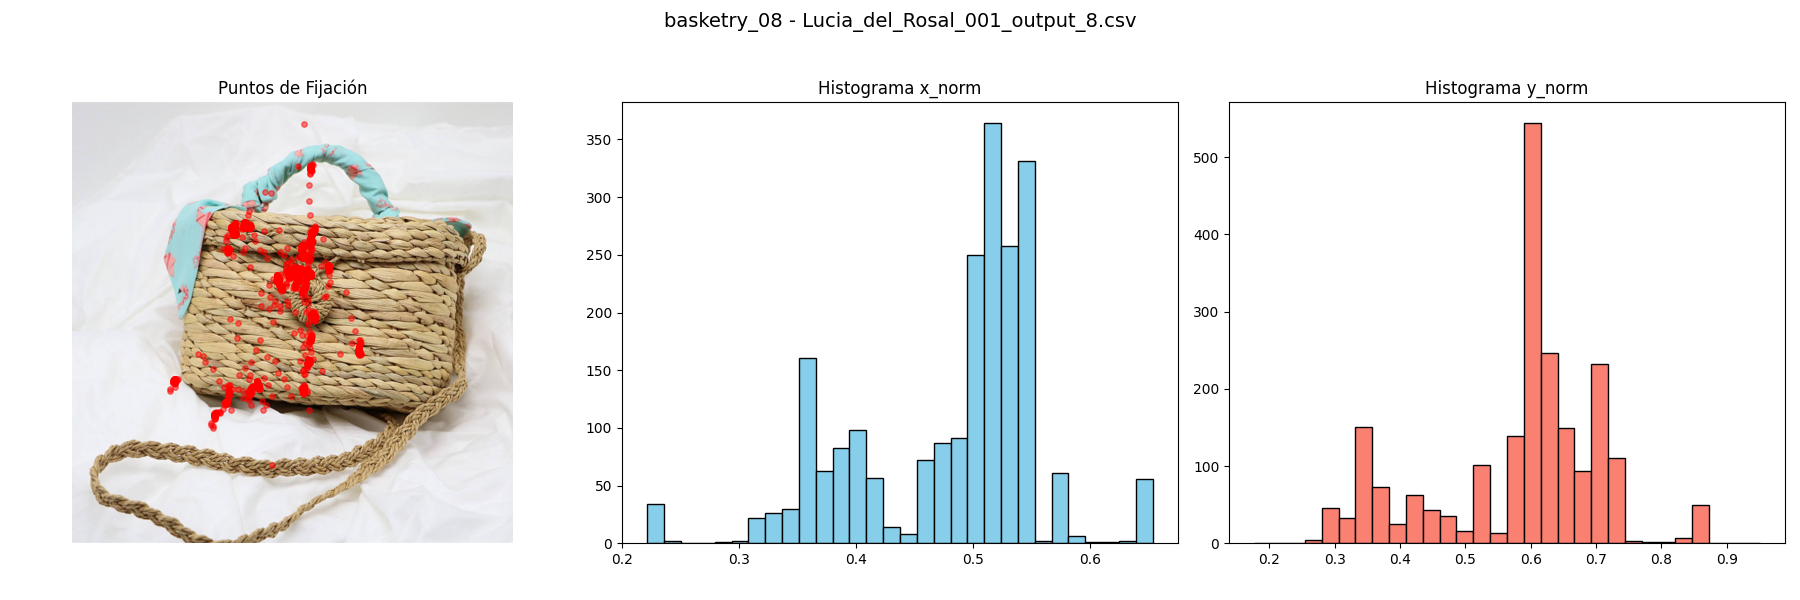 basketry_08 - Lucia_del_Rosal_001_output_8.csv
Puntos de Fijación
Histograma x_norm
350
300
250
200
150
100
50
0
0.2 0.3 0.4 0.5 0.6
Histograma y_norm
500
400
300
200
100
0
0.2 0.3 0.4 0.5 0.6 0.7 0.8 0.9